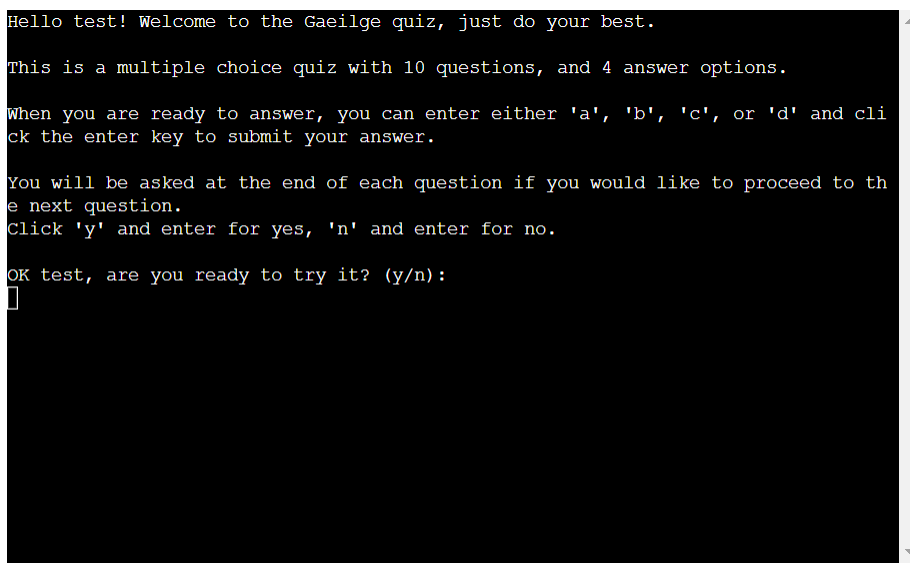 Hello test! Welcome to the Gaeilge quiz, just do your best.
This is a multiple choice quiz with 10 questions, and 4 answer options.
When you are ready to answer, you can enter either 'a', 'b', 'c', or 'd' and cli
ck the enter key to submit your answer.
You will be asked at the end of each question if you would like to proceed to th
e next question.
Click 'y' and enter for yes, 'n' and enter for no.
OK test, are you ready to try it? (y/n):